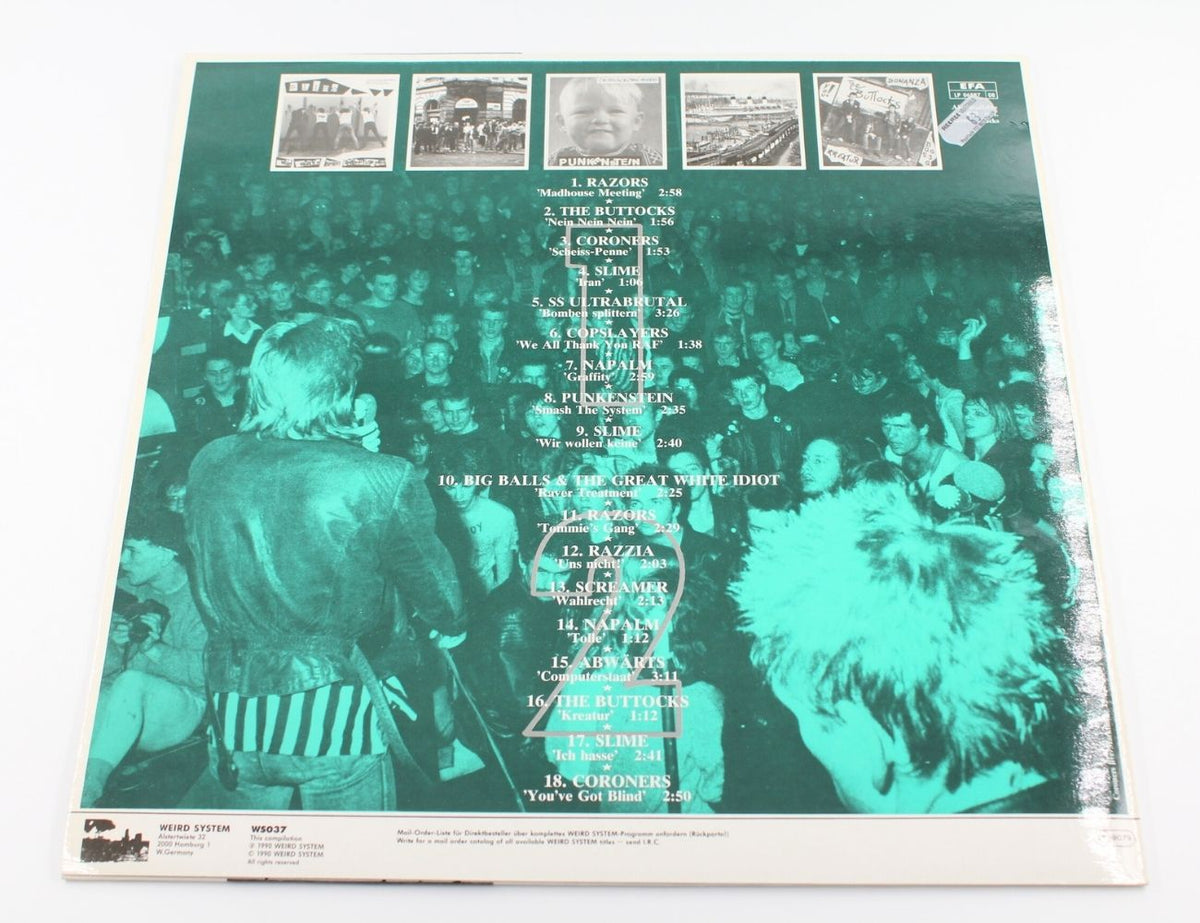 BUTTOCKS
BONANZA
KREATUR
PUNKENSTEIN
EFA
1. RAZORS
'Madhouse Meeting' 2:58
2. THE BUTTOCKS
'Nein Nein Nein' 1:56
3. CORONERS
'Scheiss-Penne' 1:53
4. SLIME
'Iran' 1:06
5. SS ULTRABRUTAL
'Bomben splittern' 3:26
6. COPSLAYERS
'We All Thank You RAF' 1:38
7. NAPALM
'Graffity' 2:59
8. PUNKENSTEIN
'Smash The System' 2:35
9. SLIME
'Wir wollen keine' 2:40
1
10. BIG BALLS & THE GREAT WHITE IDIOT
'Raver Treatment' 2:25
11. RAZORS
'Tommie's Gang' 2:29
12. RAZZIA
'Uns nicht!' 2:03
13. SCREAMER
'Wahlrecht' 2:13
14. NAPALM
'Tolle' 1:12
15. ABWÄRTS
'Computerstaat' 3:11
16. THE BUTTOCKS
'Kreatur' 1:12
17. SLIME
'Ich hasse' 2:41
18. CORONERS
'You've Got Blind' 2:50
2
WEIRD SYSTEM
Alstertwiete 32
2000 Hamburg 1
W.Germany
WS037
This compilation
℗ 1990 WEIRD SYSTEM
© 1990 WEIRD SYSTEM
All rights reserved
Mail-Order-Liste für Direktbesteller über komplettes WEIRD SYSTEM-Programm anfordern (Rückporto!)
Write for a mail order catalog of all available WEIRD SYSTEM titles — send I.R.C.